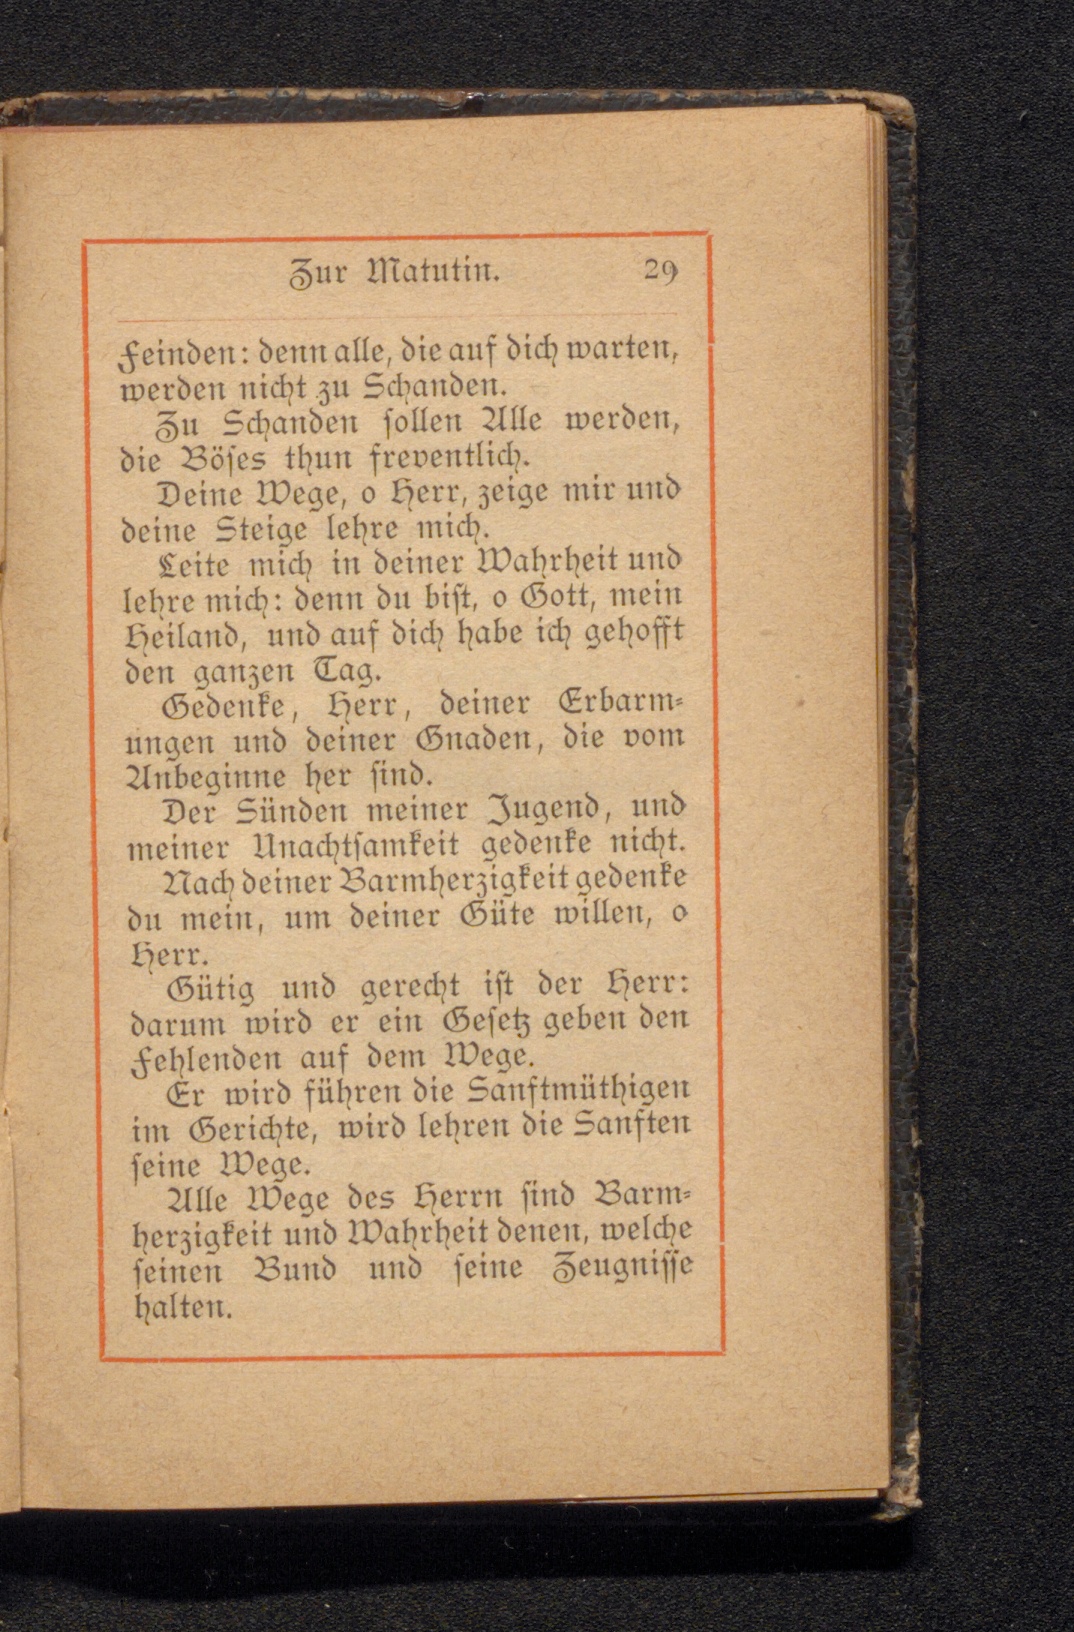 Zur Matutin. 29
Feinden: denn alle, die auf dich warten,
werden nicht zu Schanden.
Zu Schanden sollen Alle werden,
die Böses thun freventlich.
Deine Wege, o Herr, zeige mir und
deine Steige lehre mich.
Leite mich in deiner Wahrheit und
lehre mich: denn du bist, o Gott, mein
Heiland, und auf dich habe ich gehofft
den ganzen Tag.
Gedenke, Herr, deiner Erbarm-
ungen und deiner Gnaden, die vom
Anbeginne her sind.
Der Sünden meiner Jugend, und
meiner Unachtsamkeit gedenke nicht.
Nach deiner Barmherzigkeit gedenke
du mein, um deiner Güte willen, o
Herr.
Gütig und gerecht ist der Herr:
darum wird er ein Gesetz geben den
Fehlenden auf dem Wege.
Er wird führen die Sanftmüthigen
im Gerichte, wird lehren die Sanften
seine Wege.
Alle Wege des Herrn sind Barm-
herzigkeit und Wahrheit denen, welche
seinen Bund und seine Zeugnisse
halten.